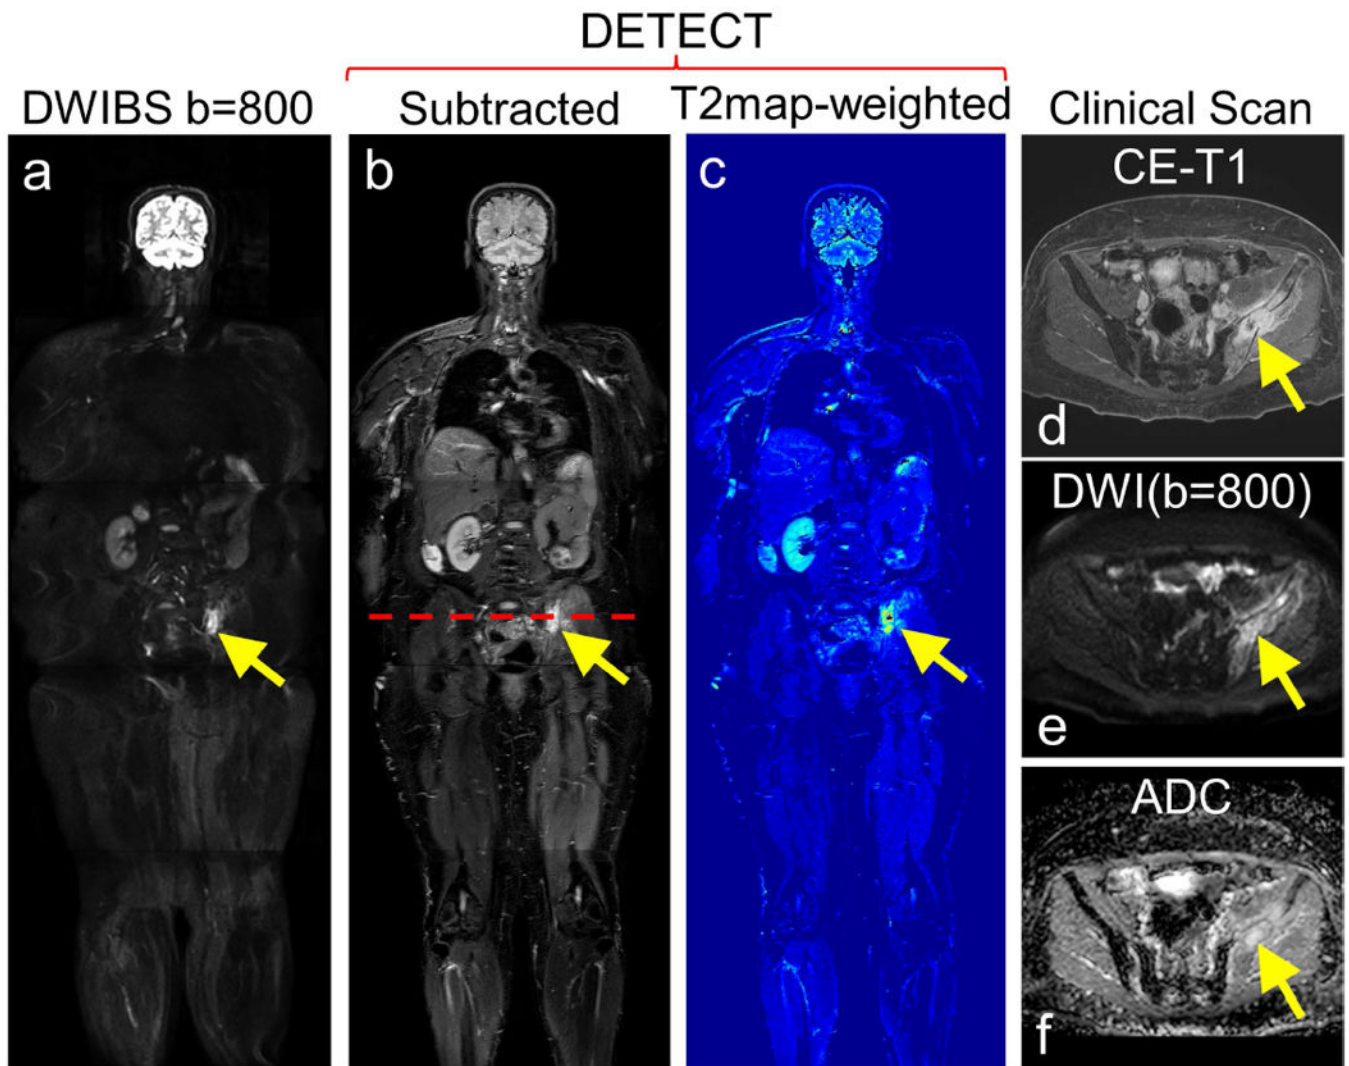 DETECT
DWIBS b=800
Subtracted
T2map-weighted
Clinical Scan
a
b
c
CE-T1
d
DWI(b=800)
e
ADC
f